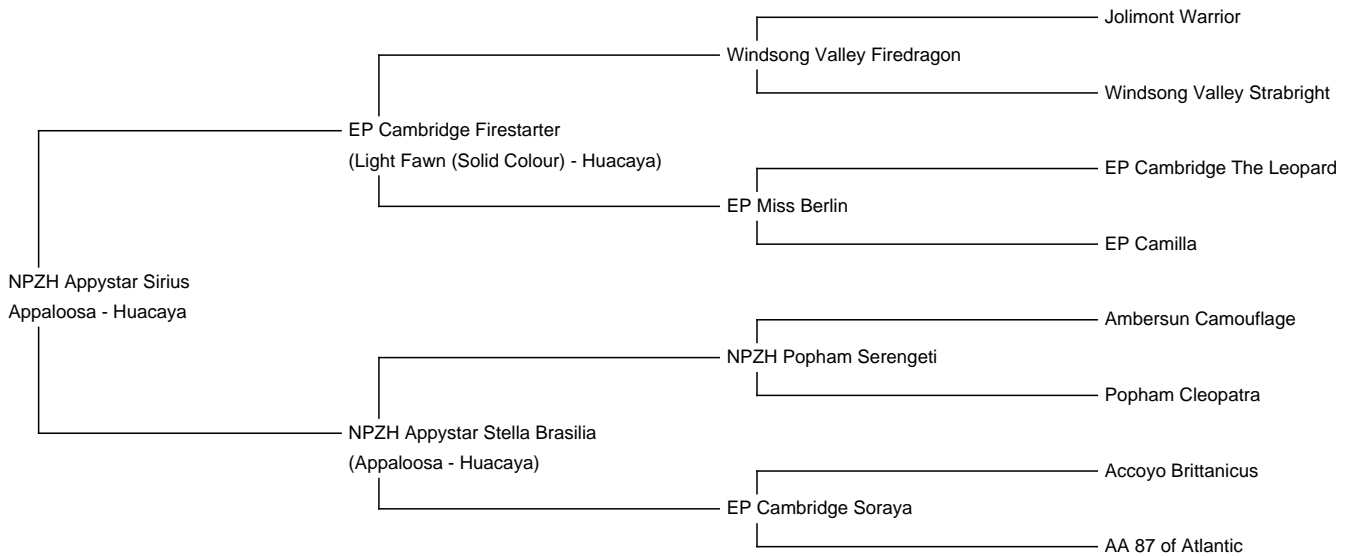 Jolimont Warrior
Windsong Valley Firedragon
Windsong Valley Strabright
EP Cambridge Firestarter
(Light Fawn (Solid Colour) - Huacaya)
EP Cambridge The Leopard
EP Miss Berlin
EP Camilla
NPZH Appystar Sirius
Appaloosa - Huacaya
Ambersun Camouflage
NPZH Popham Serengeti
Popham Cleopatra
NPZH Appystar Stella Brasilia
(Appaloosa - Huacaya)
Accoyo Brittanicus
EP Cambridge Soraya
AA 87 of Atlantic